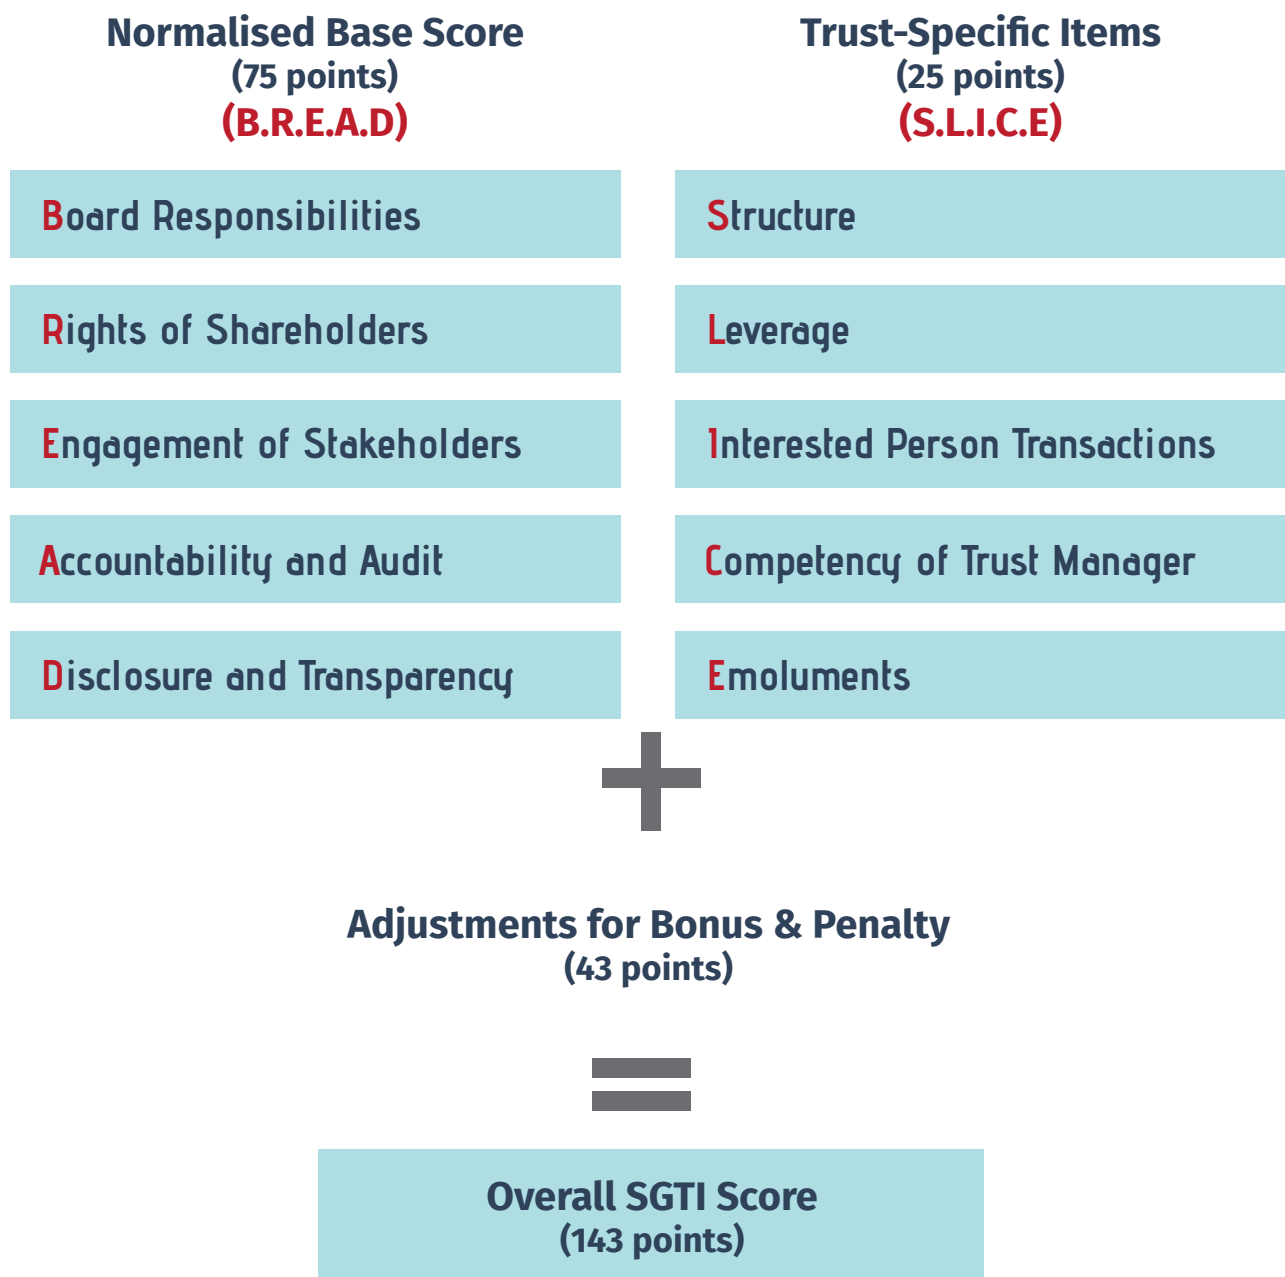 Normalised Base Score
(75 points)
(B.R.E.A.D)
Board Responsibilities
Rights of Shareholders
Engagement of Stakeholders
Accountability and Audit
Disclosure and Transparency
Trust-Specific Items
(25 points)
(S.L.I.C.E)
Structure
Leverage
Interested Person Transactions
Competency of Trust Manager
Emoluments
+
Adjustments for Bonus & Penalty
(43 points)
=
Overall SGTI Score
(143 points)